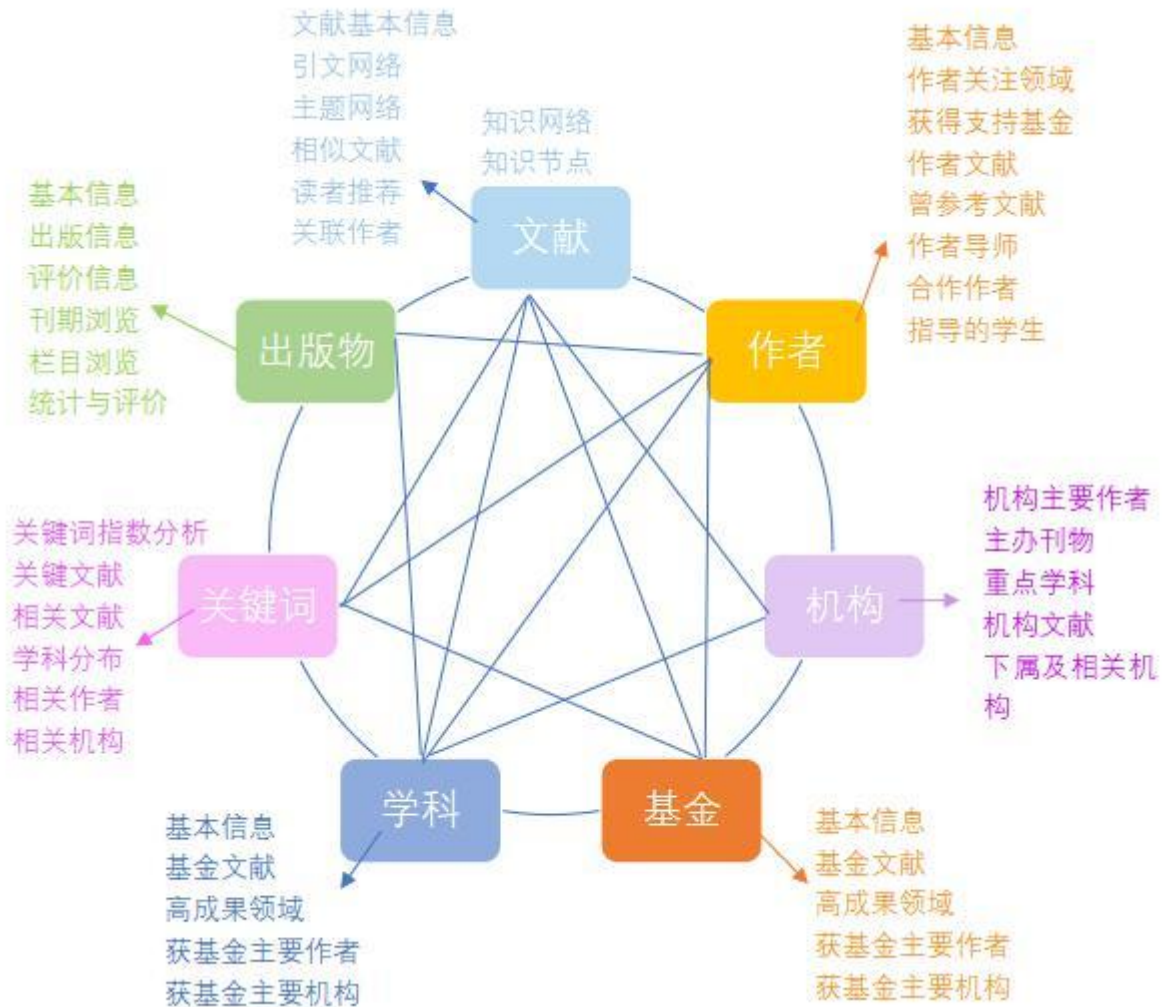 文献基本信息
引文网络
主题网络
相似文献
读者推荐
关联作者
知识网络
知识节点
文献
基本信息
作者关注领域
获得支持基金
作者文献
曾参考文献
作者导师
合作作者
指导的学生
作者
基本信息
出版信息
评价信息
刊期浏览
栏目浏览
统计与评价
出版物
关键词指数分析
关键文献
相关文献
学科分布
相关作者
相关机构
关键词
机构
机构主要作者
主办刊物
重点学科
机构文献
下属及相关机
构
学科
基本信息
基金文献
高成果领域
获基金主要作者
获基金主要机构
基金
基本信息
基金文献
高成果领域
获基金主要作者
获基金主要机构